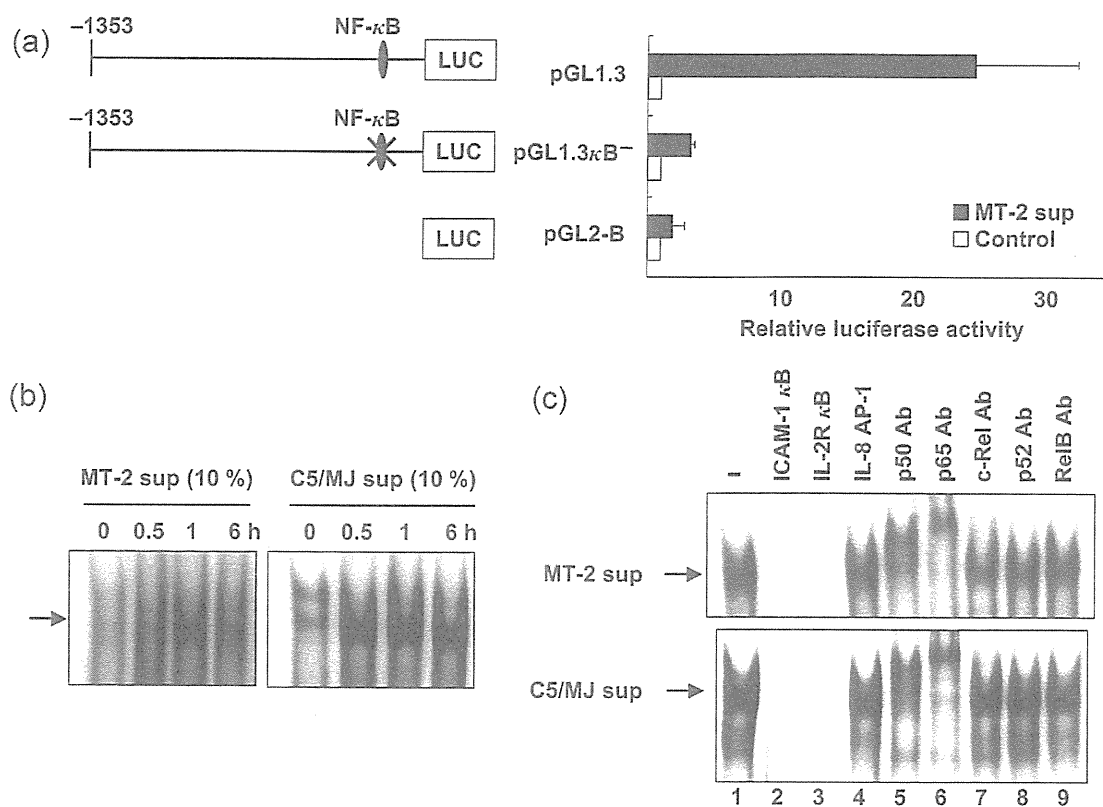 (a)
–1353
NF-κB
LUC
–1353
NF-κB
LUC
LUC
pGL1.3
pGL1.3κB–
pGL2-B
MT-2 sup
Control
10 20 30
Relative luciferase activity
(b)
MT-2 sup (10 %)
C5/MJ sup (10 %)
0 0.5 1 6 h
0 0.5 1 6 h
(c)
–
ICAM-1 κB
IL-2R κB
IL-8 AP-1
p50 Ab
p65 Ab
c-Rel Ab
p52 Ab
RelB Ab
MT-2 sup
C5/MJ sup
1 2 3 4 5 6 7 8 9